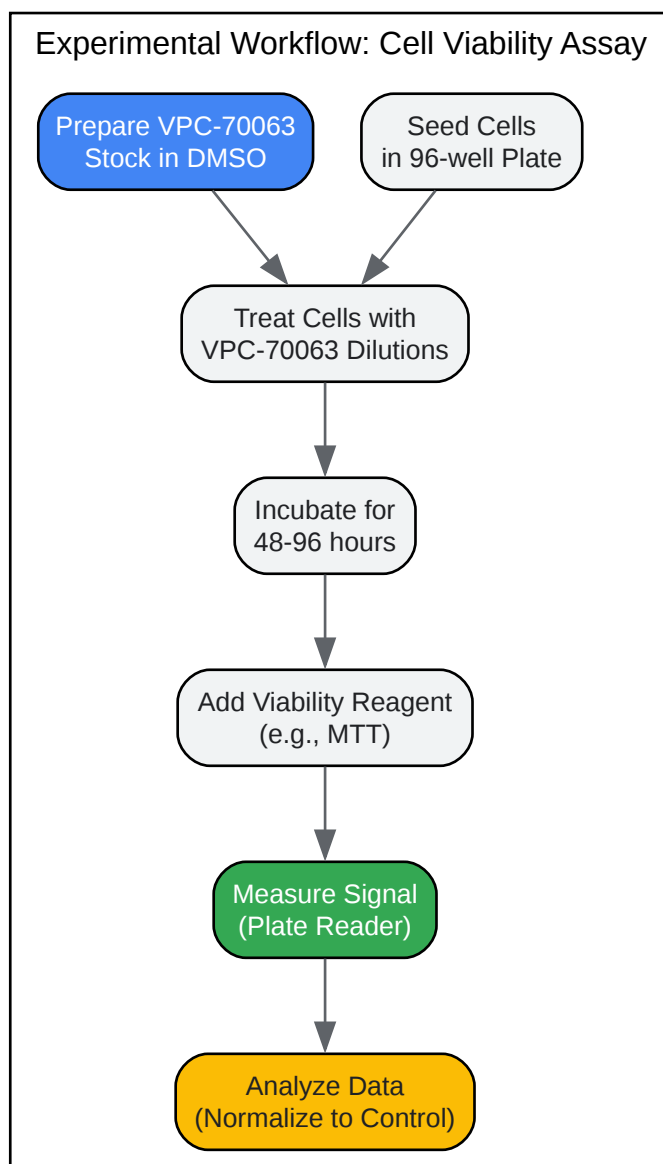 Experimental Workflow: Cell Viability Assay
Prepare VPC-70063
Stock in DMSO
Seed Cells
in 96-well Plate
Treat Cells with
VPC-70063 Dilutions
Incubate for
48-96 hours
Add Viability Reagent
(e.g., MTT)
Measure Signal
(Plate Reader)
Analyze Data
(Normalize to Control)